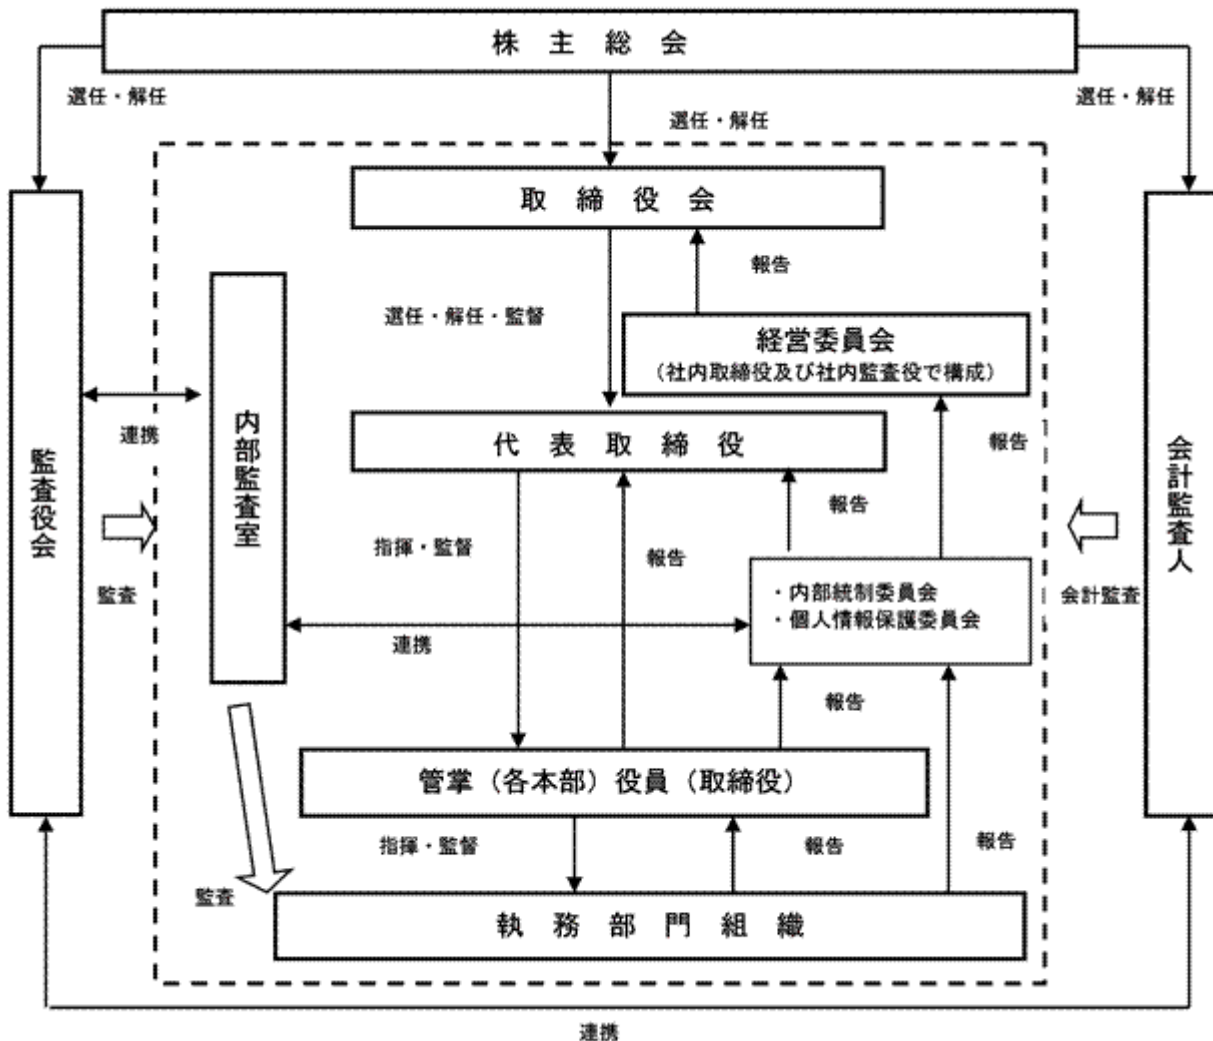 株主総会
選任・解任
選任・解任
選任・解任
取締役会
報告
選任・解任・監督
経営委員会
（社内取締役及び社内監査役で構成）
連携
内部監査室
代表取締役
報告
監査役会
会計監査人
報告
指揮・監督
報告
監査
・内部統制委員会
・個人情報保護委員会
会計監査
連携
報告
管掌（各本部）役員（取締役）
指揮・監督
報告
報告
監査
執務部門組織
連携